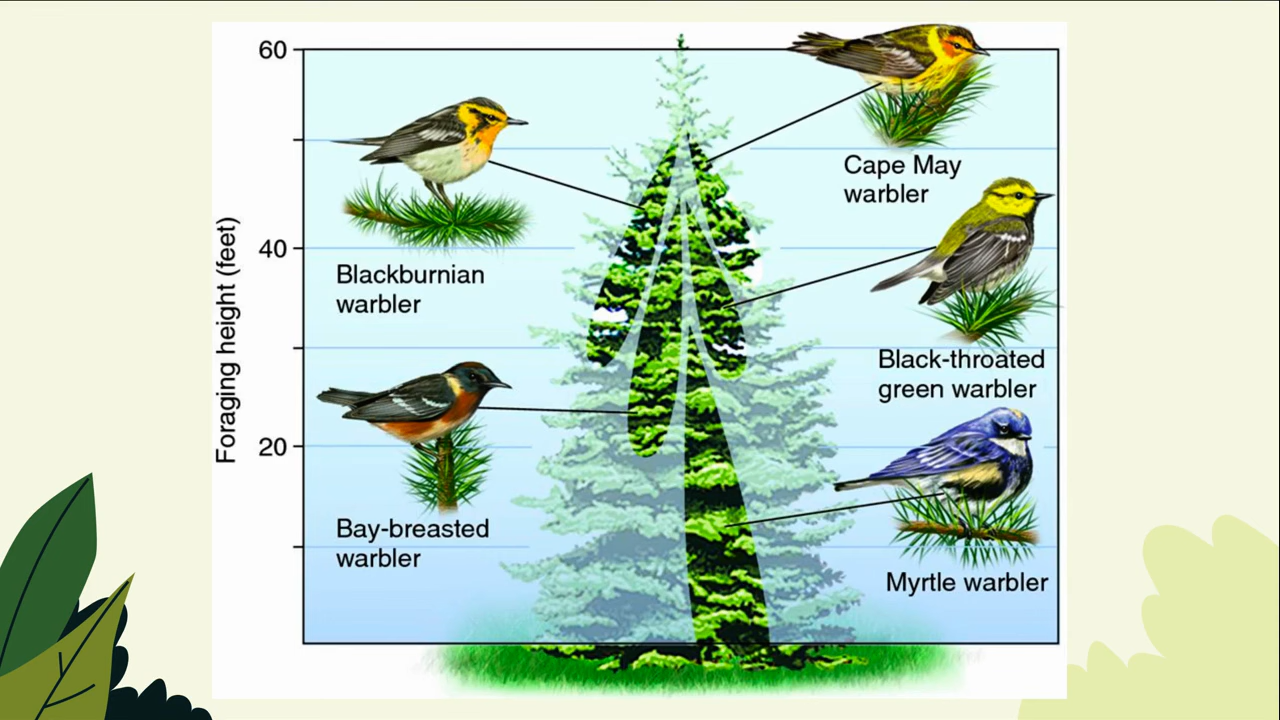 Foraging height (feet)
60
40
20
Blackburnian
warbler
Bay-breasted
warbler
Cape May
warbler
Black-throated
green warbler
Myrtle warbler